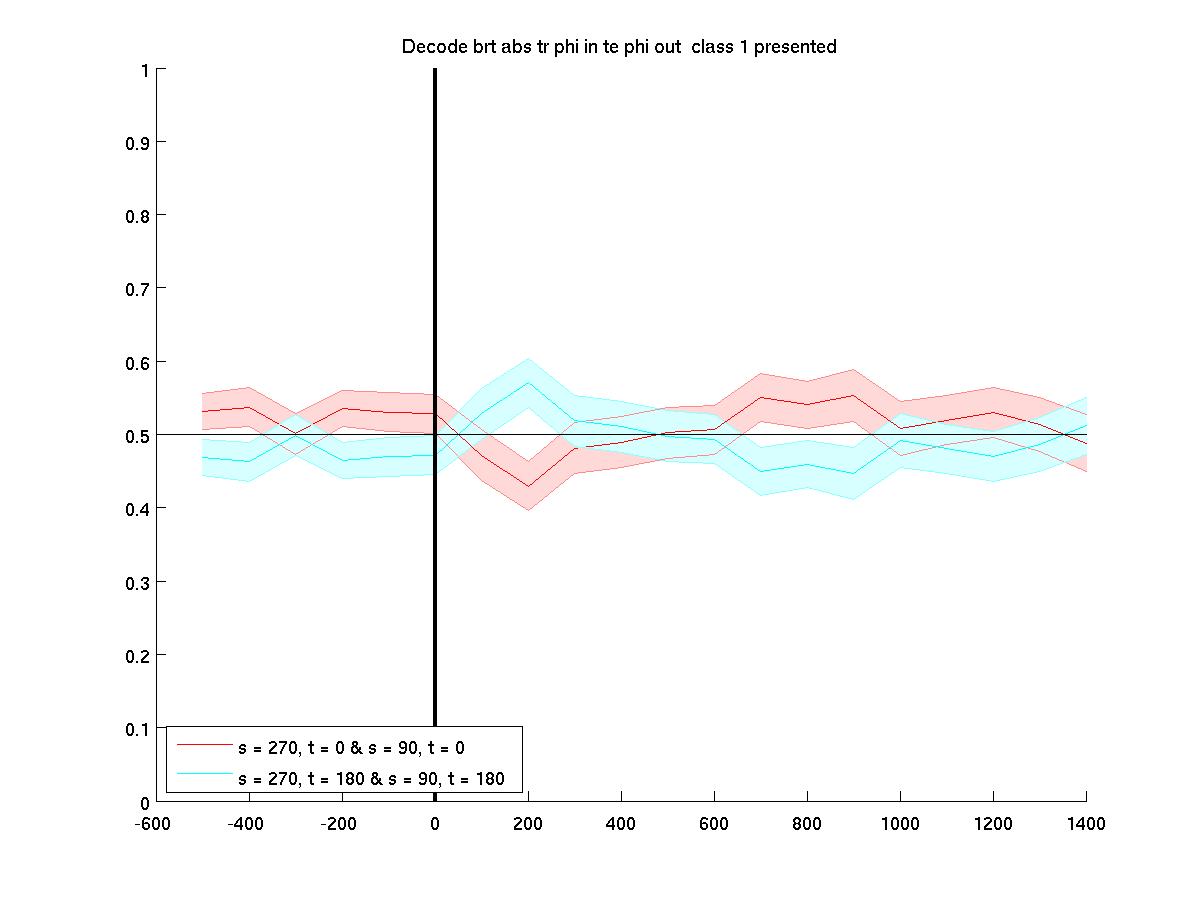 Decode brt abs tr phi in te phi out  class 1 presented
1
0.9
0.8
0.7
0.6
0.5
0.4
0.3
0.2
0.1
0
s = 270, t = 0 & s = 90, t = 0
s = 270, t = 180 & s = 90, t = 180
-600 -400 -200 0 200 400 600 800 1000 1200 1400